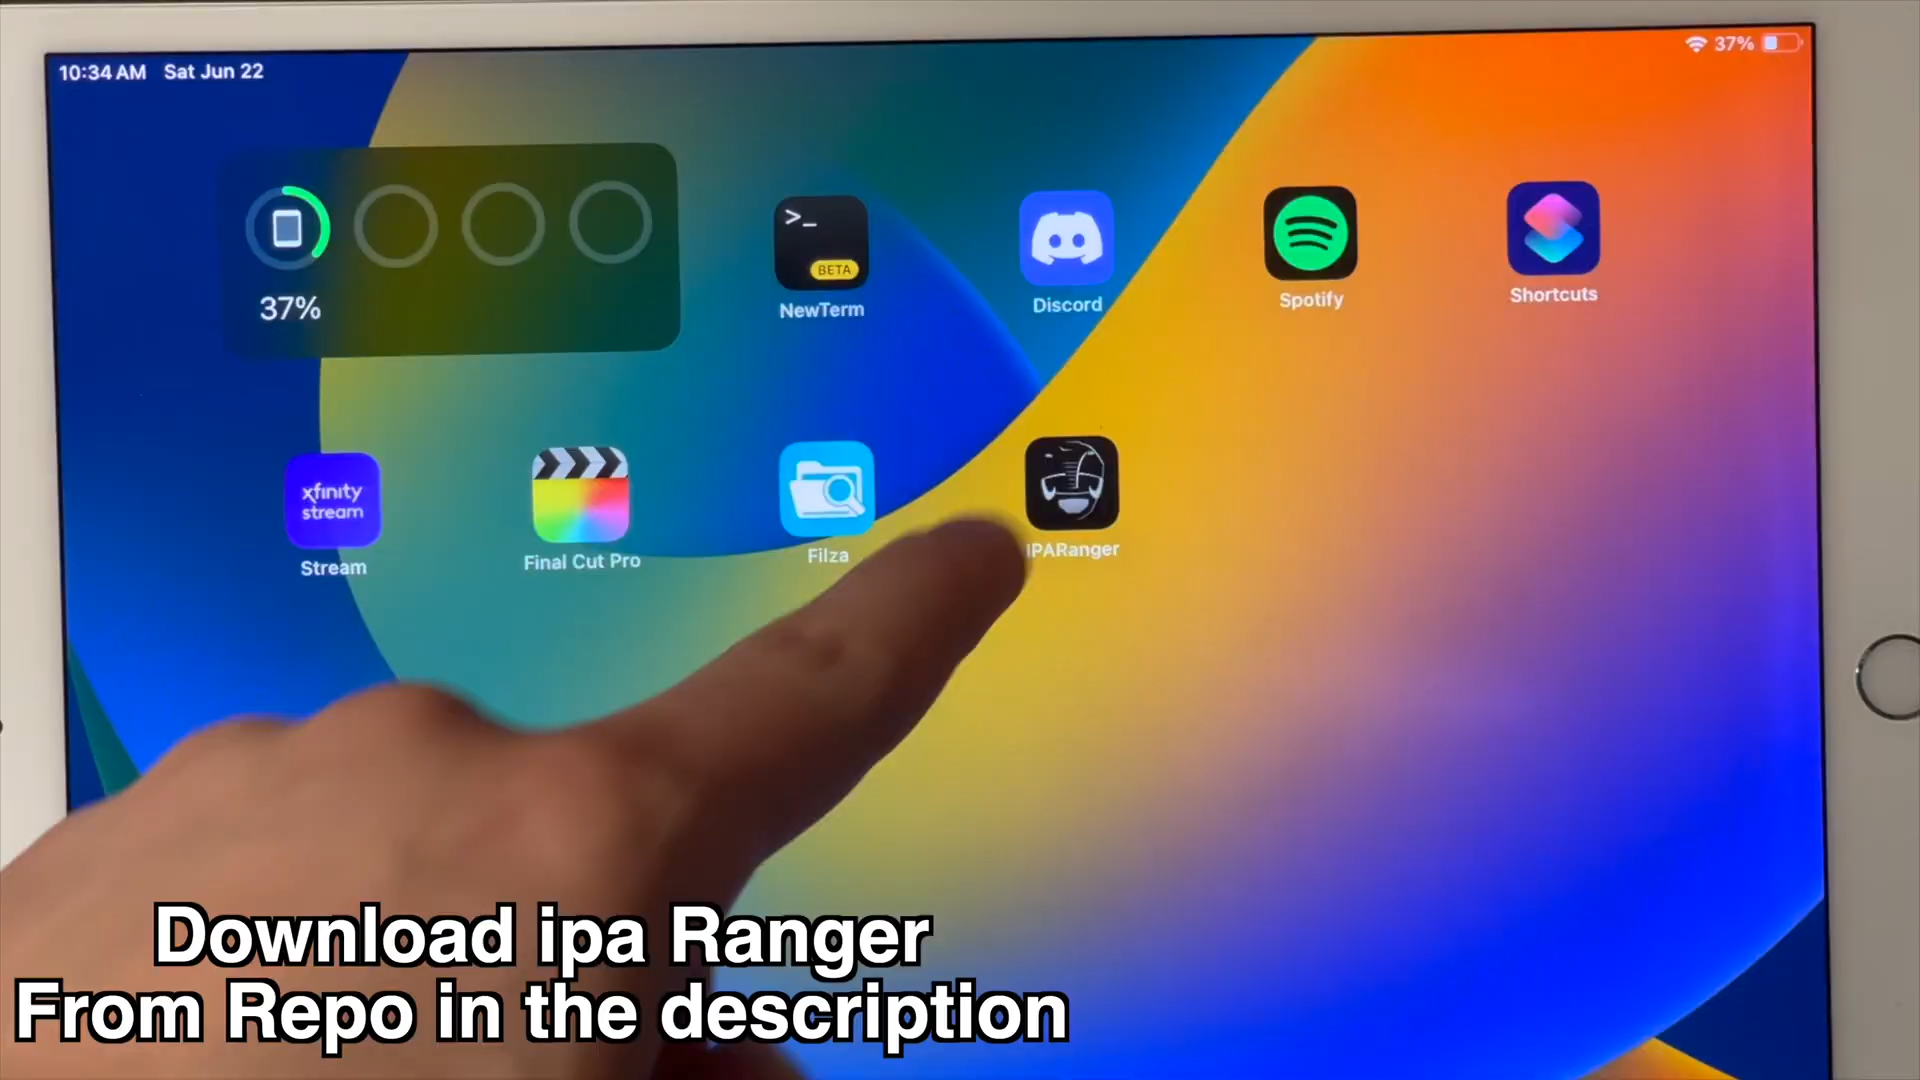 10:34 AM Sat Jun 22
37%
37%
>_
BETA
NewTerm
Discord
Spotify
Shortcuts
xfinity
stream
Stream
Final Cut Pro
Filza
IPARanger
Download ipa Ranger
From Repo in the description